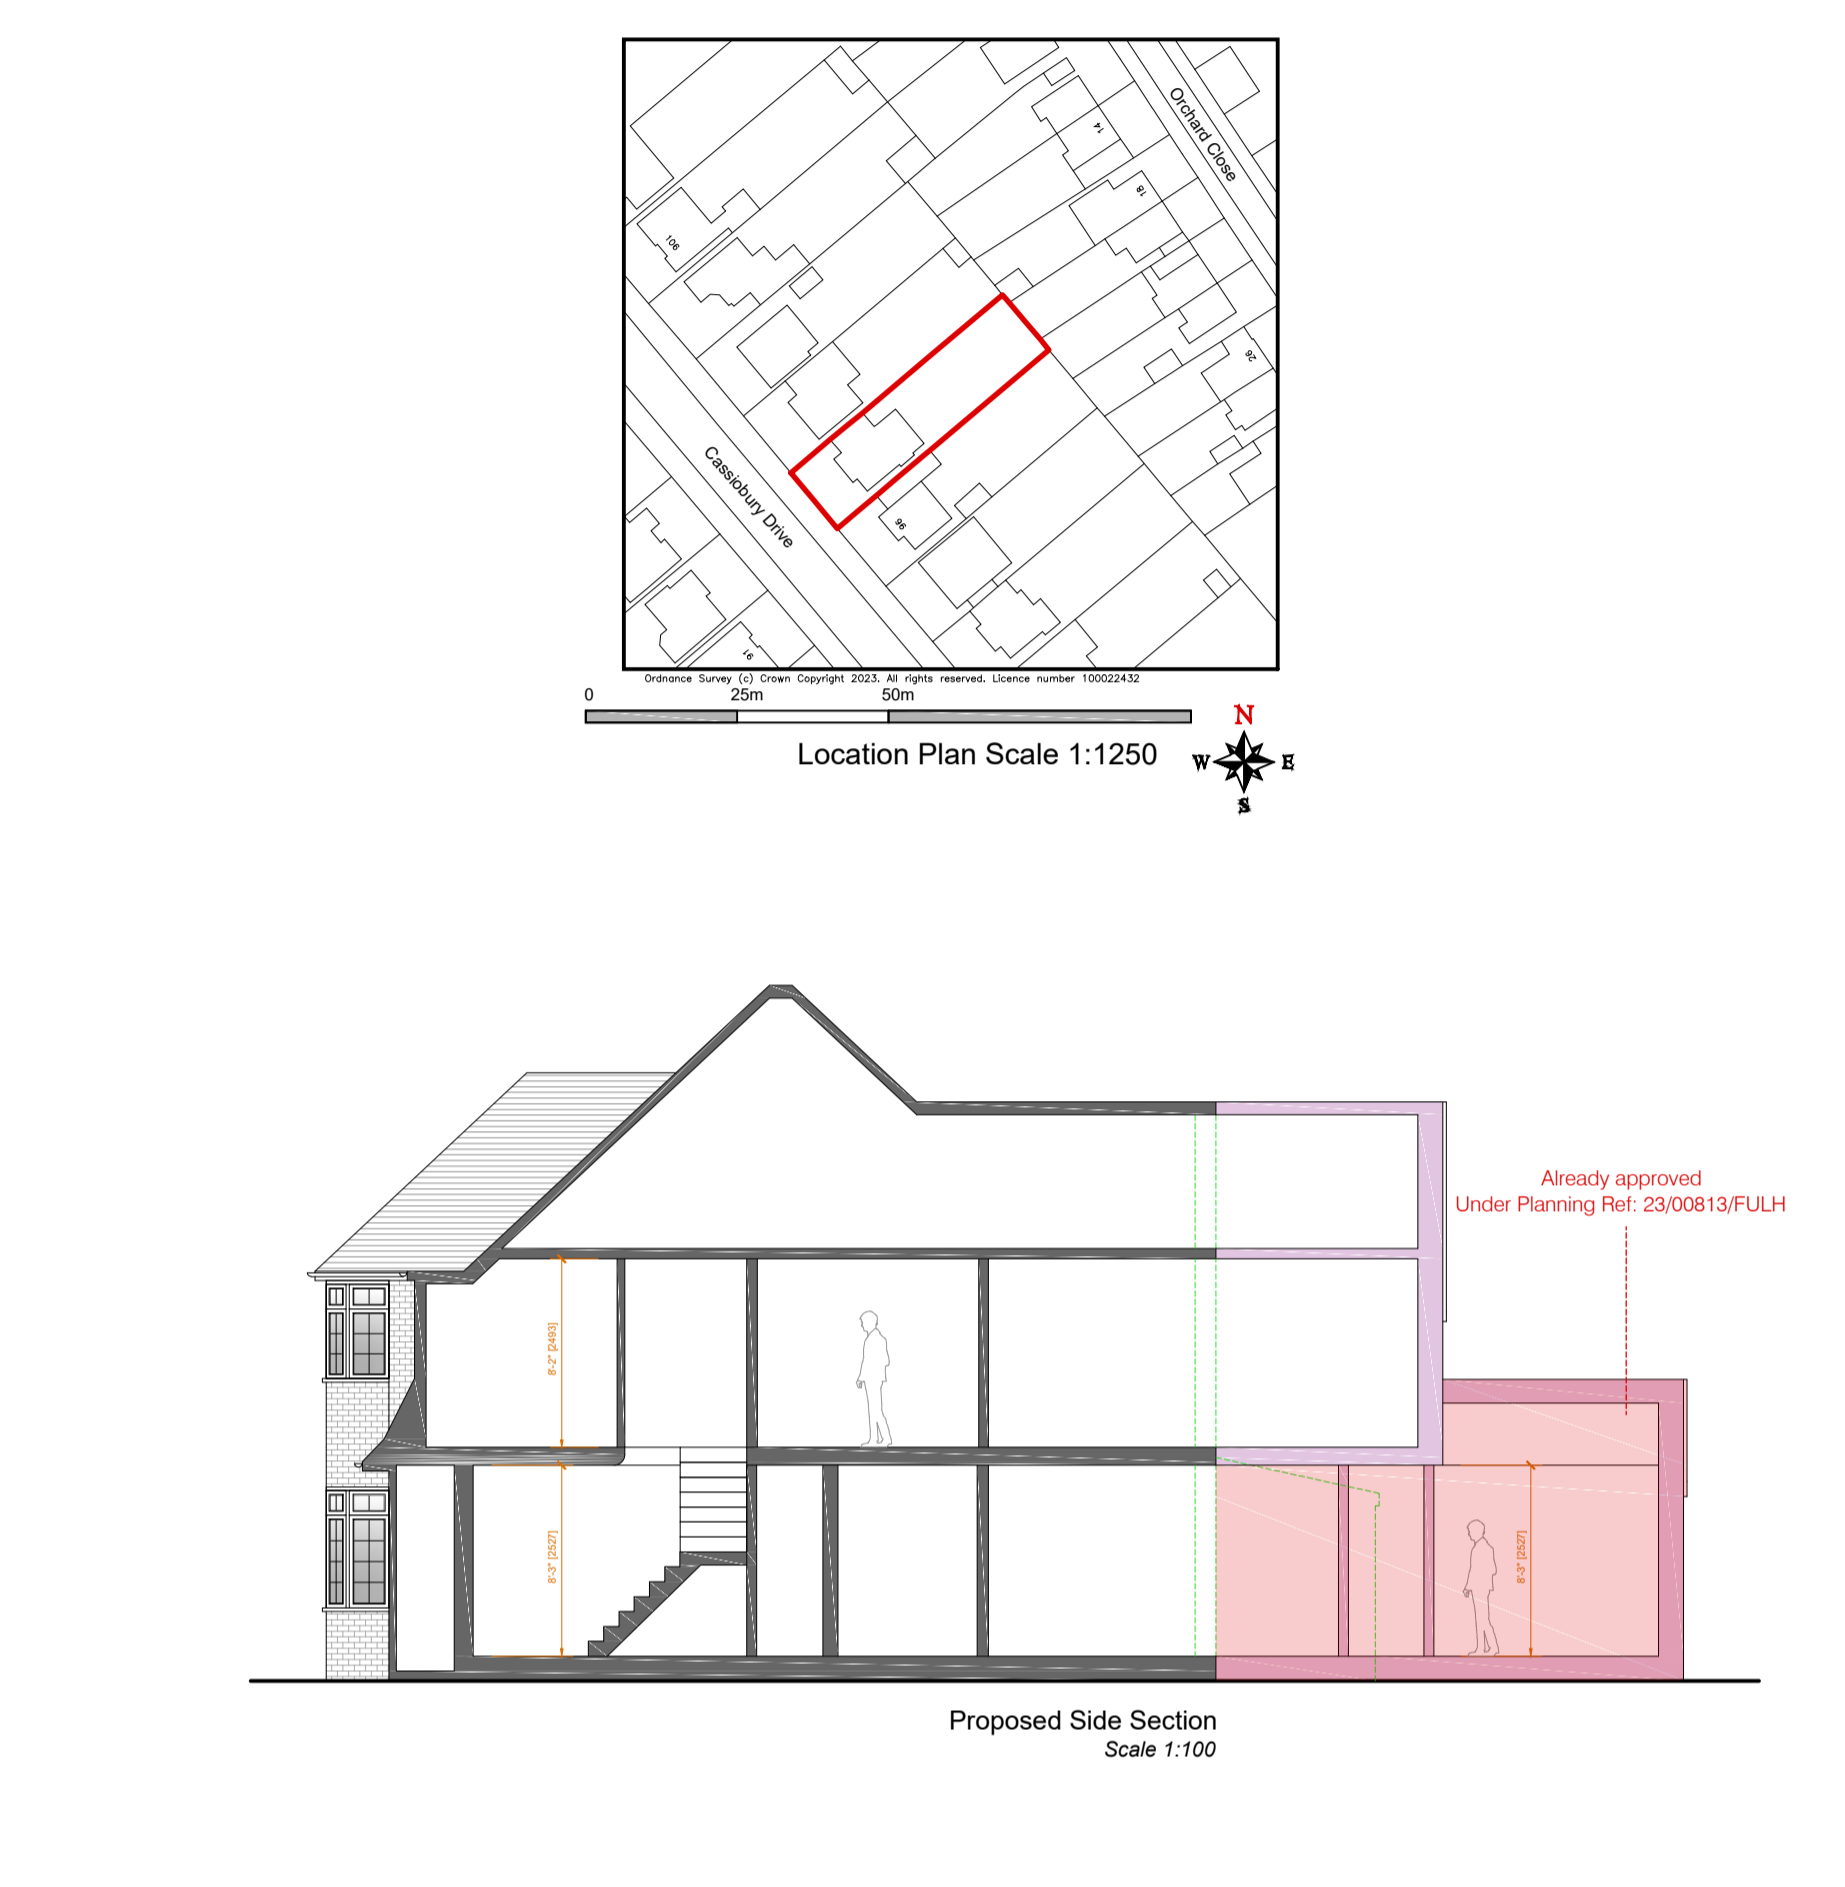 Orchard Close
14
18
106
26
Cassiobury Drive
96
91
Ordnance Survey (c) Crown Copyright 2023. All rights reserved. Licence number 100022432
0 25m 50m
N
W E
S
Location Plan Scale 1:1250
Already approved
Under Planning Ref: 23/00813/FULH
8'-2" [2493]
8'-3" [2527]
8'-3" [2527]
Proposed Side Section
Scale 1:100